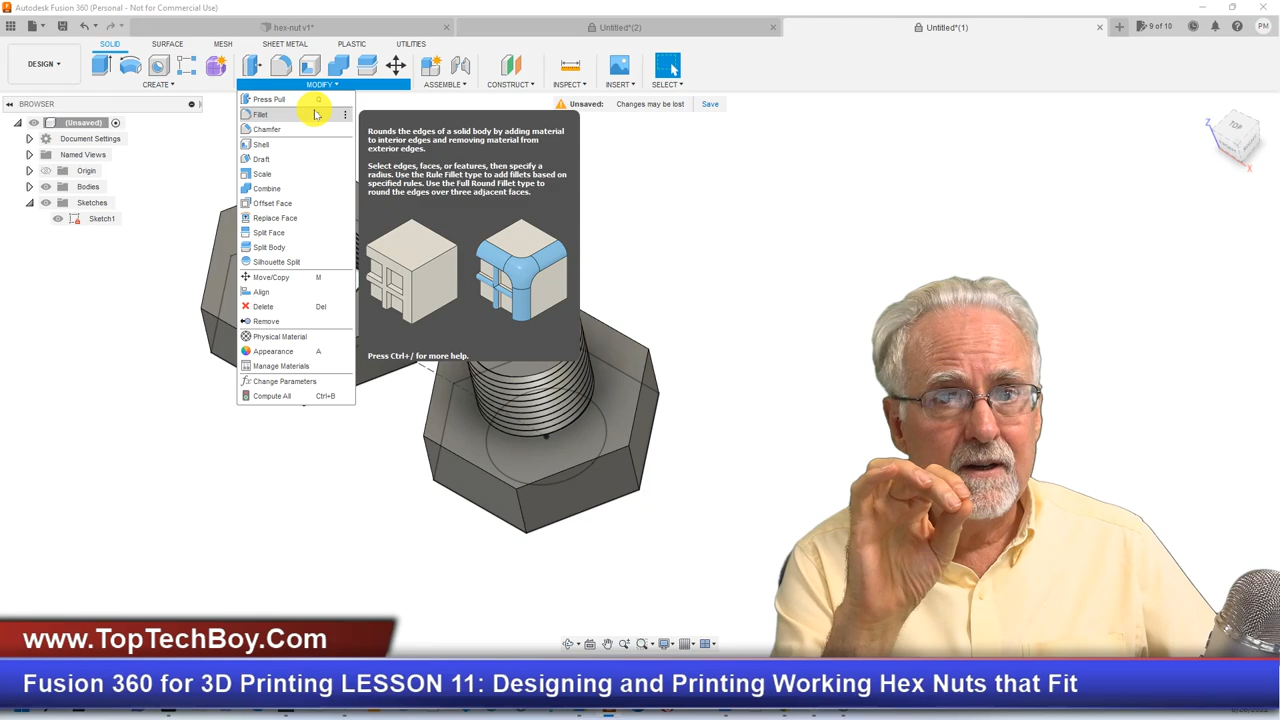 Autodesk Fusion 360 (Personal - Not for Commercial Use)
hex-nut v1*
Untitled*(2)
Untitled*(1)
9 of 10
PM
SOLID
SURFACE
MESH
SHEET METAL
PLASTIC
UTILITIES
DESIGN
CREATE
MODIFY
ASSEMBLE
CONSTRUCT
INSPECT
INSERT
SELECT
BROWSER
Unsaved: Changes may be lost Save
(Unsaved)
Document Settings
Named Views
Origin
Bodies
Sketches
Sketch1
Press Pull Q
Fillet
Chamfer
Shell
Draft
Scale
Combine
Offset Face
Replace Face
Split Face
Split Body
Silhouette Split
Move/Copy M
Align
Delete Del
Remove
Physical Material
Appearance A
Manage Materials
Change Parameters
Compute All Ctrl+B
Rounds the edges of a solid body by adding material
to interior edges and removing material from
exterior edges.
Select edges, faces, or features, then specify a
radius. Use the Rule Fillet type to add fillets based on
specified rules. Use the Full Round Fillet type to
round the edges over three adjacent faces.
Press Ctrl+/ for more help.
TOP
Z
X
www.TopTechBoy.Com
Fusion 360 for 3D Printing LESSON 11: Designing and Printing Working Hex Nuts that Fit